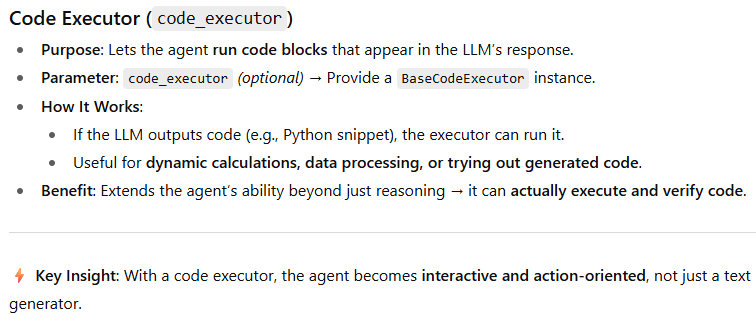 Code Executor (code_executor)
• Purpose: Lets the agent run code blocks that appear in the LLM’s response.
• Parameter: code_executor (optional) → Provide a BaseCodeExecutor instance.
• How It Works:
• If the LLM outputs code (e.g., Python snippet), the executor can run it.
• Useful for dynamic calculations, data processing, or trying out generated code.
• Benefit: Extends the agent’s ability beyond just reasoning → it can actually execute and verify code.
⚡ Key Insight: With a code executor, the agent becomes interactive and action-oriented, not just a text
generator.